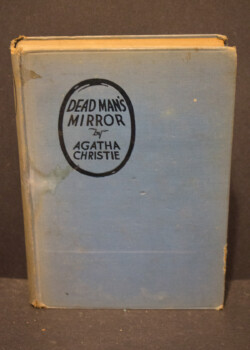 DEAD MAN'S
MIRROR
by
AGATHA
CHRISTIE